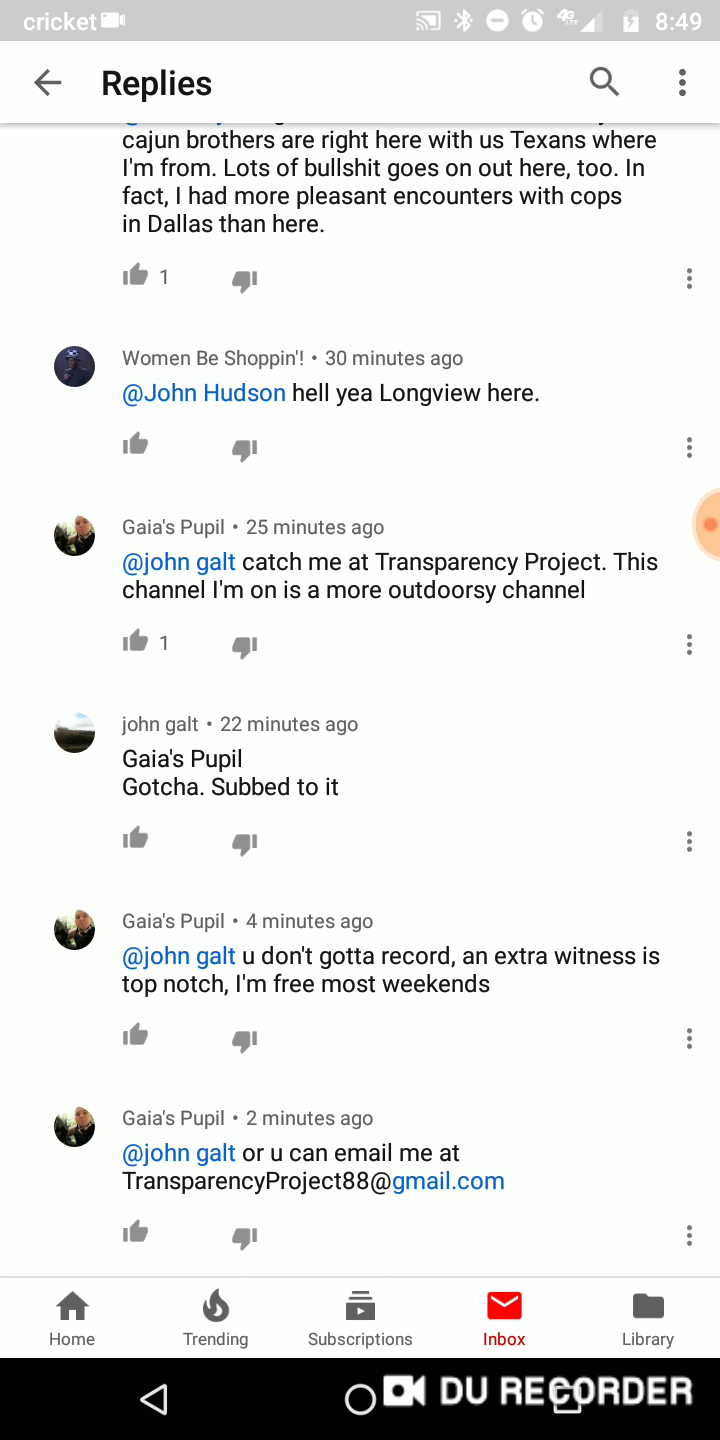 cricket 4G LTE 8:49
Replies
cajun brothers are right here with us Texans where
I'm from. Lots of bullshit goes on out here, too. In
fact, I had more pleasant encounters with cops
in Dallas than here.
1
Women Be Shoppin'! • 30 minutes ago
@John Hudson hell yea Longview here.
Gaia's Pupil • 25 minutes ago
@john galt catch me at Transparency Project. This
channel I'm on is a more outdoorsy channel
1
john galt • 22 minutes ago
Gaia's Pupil
Gotcha. Subbed to it
Gaia's Pupil • 4 minutes ago
@john galt u don't gotta record, an extra witness is
top notch, I'm free most weekends
Gaia's Pupil • 2 minutes ago
@john galt or u can email me at
TransparencyProject88@gmail.com
Home Trending Subscriptions Inbox Library
DU RECORDER